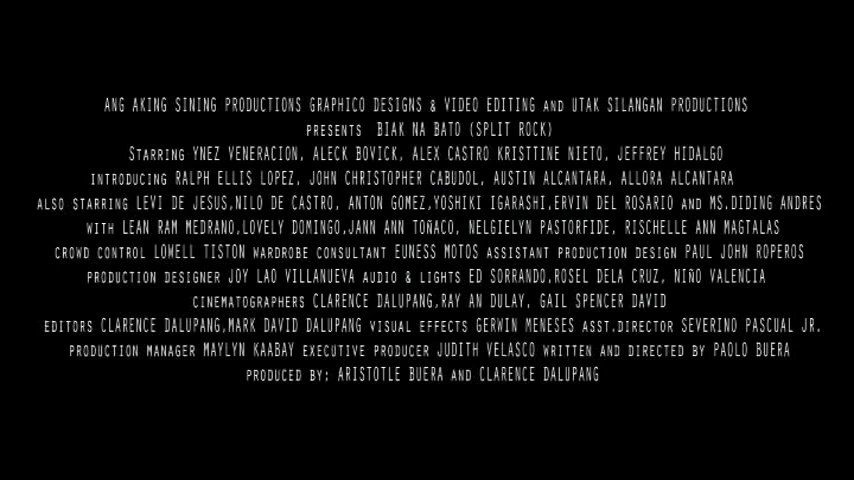 ANG AKING SINING PRODUCTIONS GRAPHICO DESIGNS & VIDEO EDITING AND UTAK SILANGAN PRODUCTIONS
PRESENTS BIAK NA BATO (SPLIT ROCK)
STARRING YNEZ VENERACION, ALECK BOVICK, ALEX CASTRO KRISTTINE NIETO, JEFFREY HIDALGO
INTRODUCING RALPH ELLIS LOPEZ, JOHN CHRISTOPHER CABUDOL, AUSTIN ALCANTARA, ALLORA ALCANTARA
ALSO STARRING LEVI DE JESUS,NILO DE CASTRO, ANTON GOMEZ,YOSHIKI IGARASHI,ERVIN DEL ROSARIO AND MS.DIDING ANDRES
WITH LEAN RAM MEDRANO,LOVELY DOMINGO,JANN ANN TOÑACO, NELGIELYN PASTORFIDE, RISCHELLE ANN MAGTALAS
CROWD CONTROL LOWELL TISTON WARDROBE CONSULTANT EUNESS MOTOS ASSISTANT PRODUCTION DESIGN PAUL JOHN ROPEROS
PRODUCTION DESIGNER JOY LAO VILLANUEVA AUDIO & LIGHTS ED SORRANDO,ROSEL DELA CRUZ, NIÑO VALENCIA
CINEMATOGRAPHERS CLARENCE DALUPANG,RAY AN DULAY, GAIL SPENCER DAVID
EDITORS CLARENCE DALUPANG,MARK DAVID DALUPANG VISUAL EFFECTS GERWIN MENESES ASST.DIRECTOR SEVERINO PASCUAL JR.
PRODUCTION MANAGER MAYLYN KAABAY EXECUTIVE PRODUCER JUDITH VELASCO WRITTEN AND DIRECTED BY PAOLO BUERA
PRODUCED BY; ARISTOTLE BUERA AND CLARENCE DALUPANG